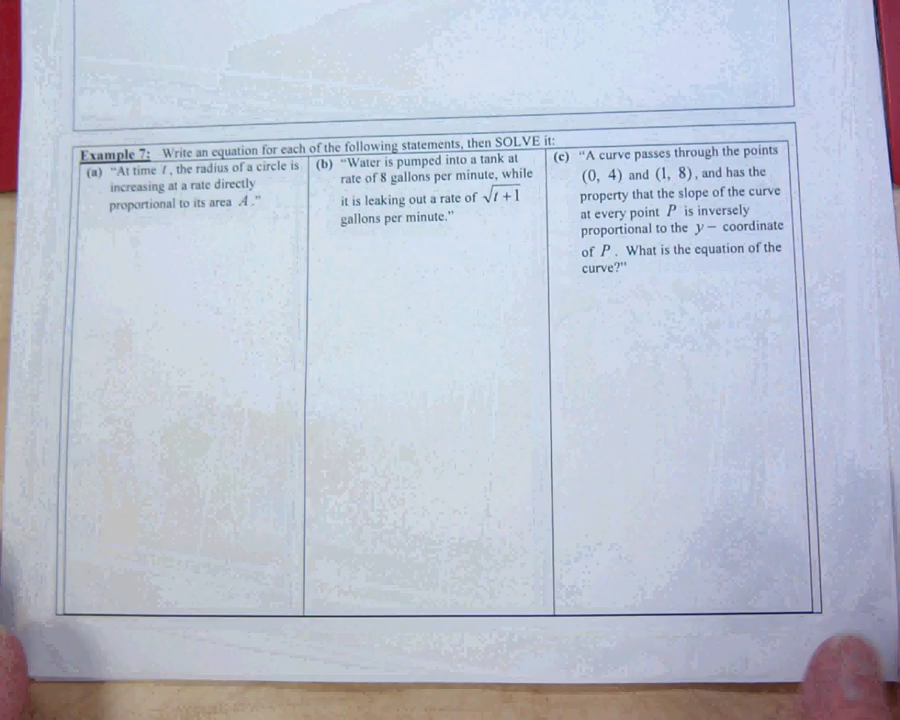 Example 7: Write an equation for each of the following statements, then SOLVE it:
(a) "At time t, the radius of a circle is
increasing at a rate directly
proportional to its area A."
(b) "Water is pumped into a tank at
rate of 8 gallons per minute, while
it is leaking out a rate of √t+1
gallons per minute."
(c) "A curve passes through the points
(0, 4) and (1, 8), and has the
property that the slope of the curve
at every point P is inversely
proportional to the y− coordinate
of P. What is the equation of the
curve?"